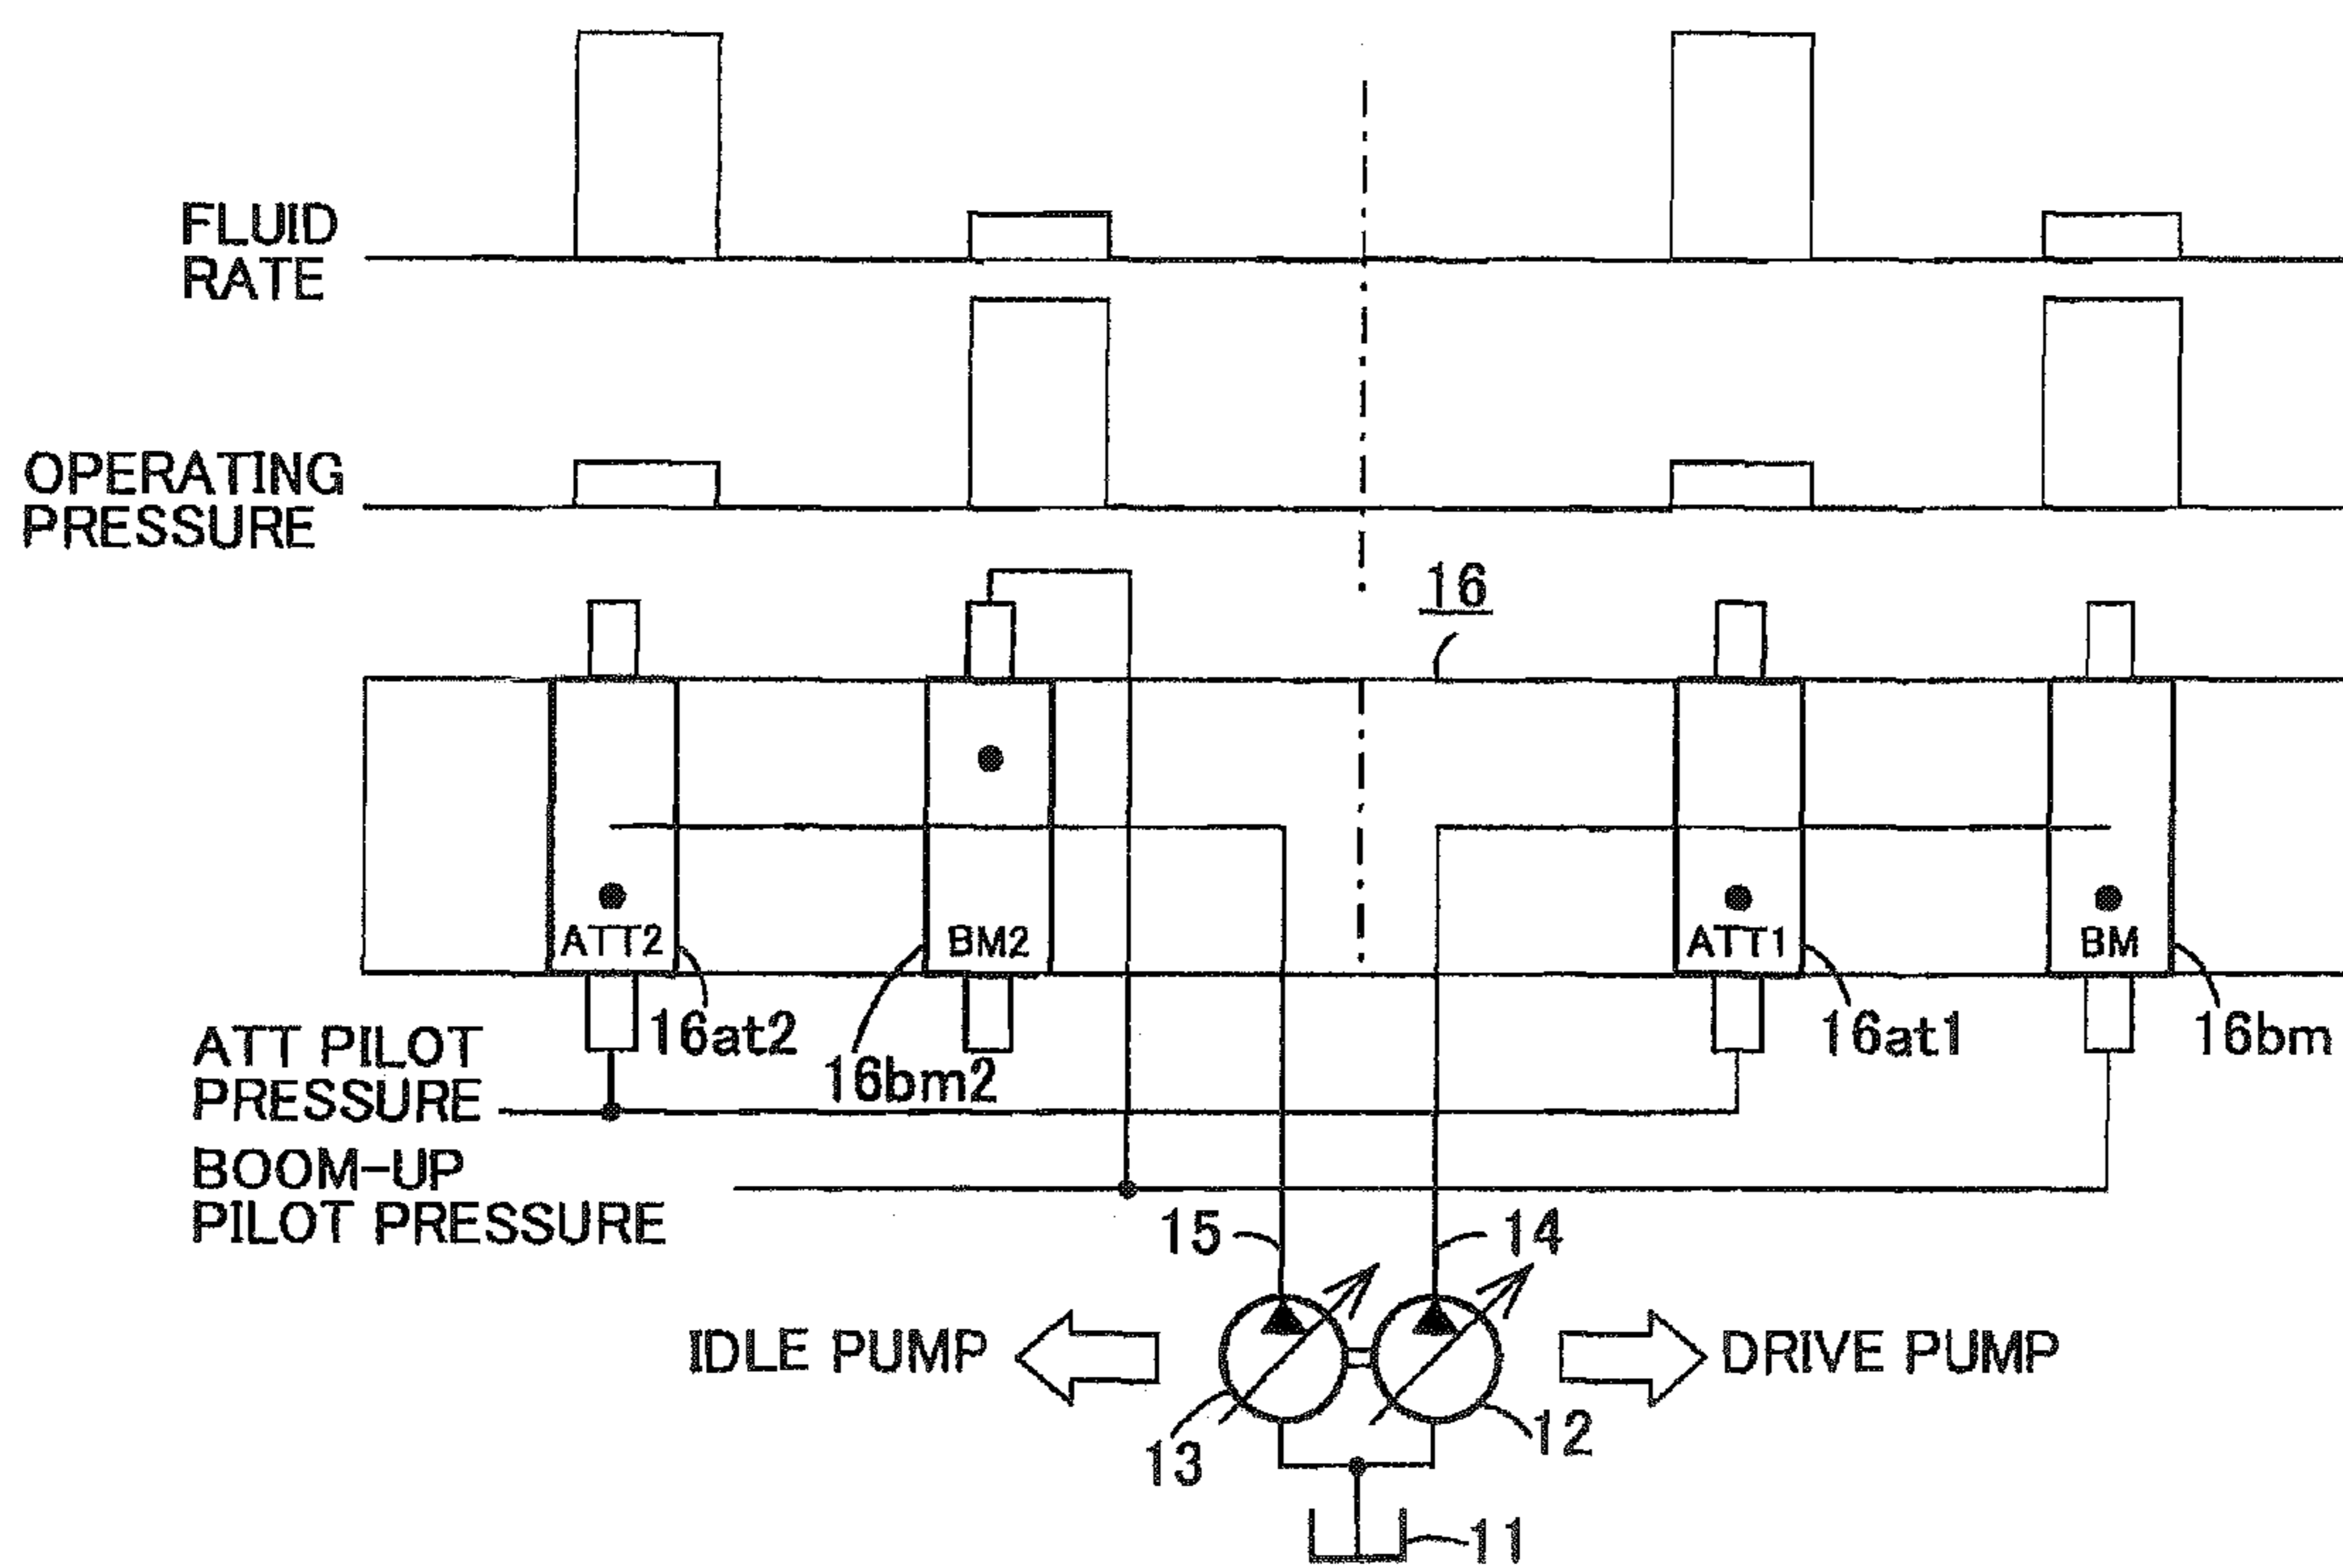 FLUID
RATE
OPERATING
PRESSURE
16
ATT2
BM2
ATT1
BM
16at2
16bm2
16at1
16bm
ATT PILOT
PRESSURE
BOOM-UP
PILOT PRESSURE
15
14
IDLE PUMP
DRIVE PUMP
13
12
11